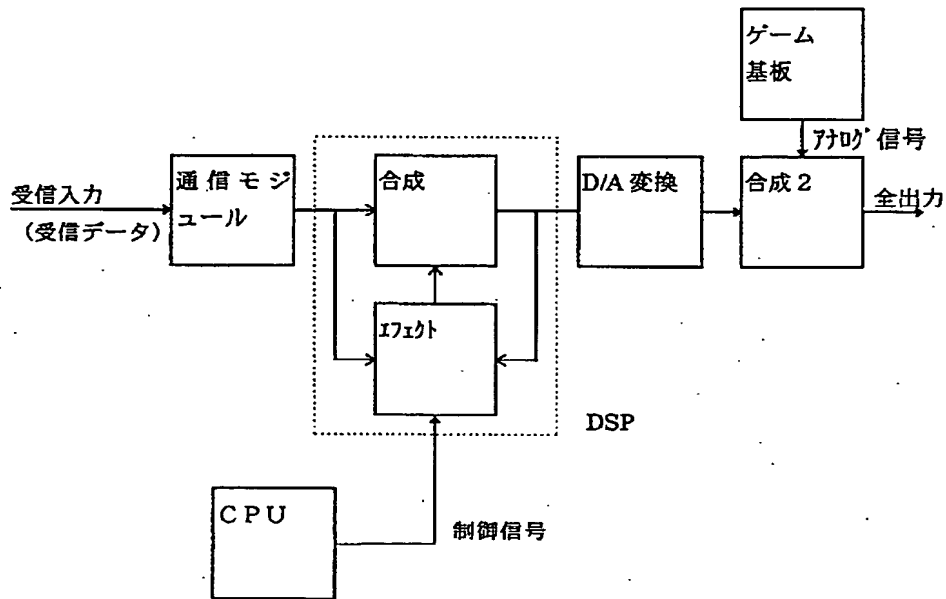 ゲーム
基板
アナログ信号
受信入力
(受信データ)
通信モジ
ュール
合成
D/A変換
合成2
全出力
エフェクト
DSP
CPU
制御信号